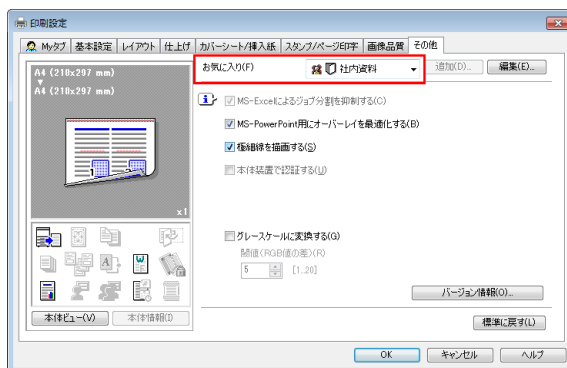 印刷設定
Myタブ 基本設定 レイアウト 仕上げ カバーシート/挿入紙 スタンプ/ページ印字 画像品質 その他
A4 (210x297 mm)
A4 (210x297 mm)
1 2
x1
本体ビュー(V) 本体情報(I)
お気に入り(F) 社内資料 追加(D)... 編集(E)...
MS-Excelによるジョブ分割を抑制する(C)
MS-PowerPoint用にオーバーレイを最適化する(B)
極細線を描画する(S)
本体装置で認証する(U)
グレースケールに変換する(G)
閾値(RGB値の差)(R)
5 [1..20]
バージョン情報(O)...
標準に戻す(L)
OK キャンセル ヘルプ